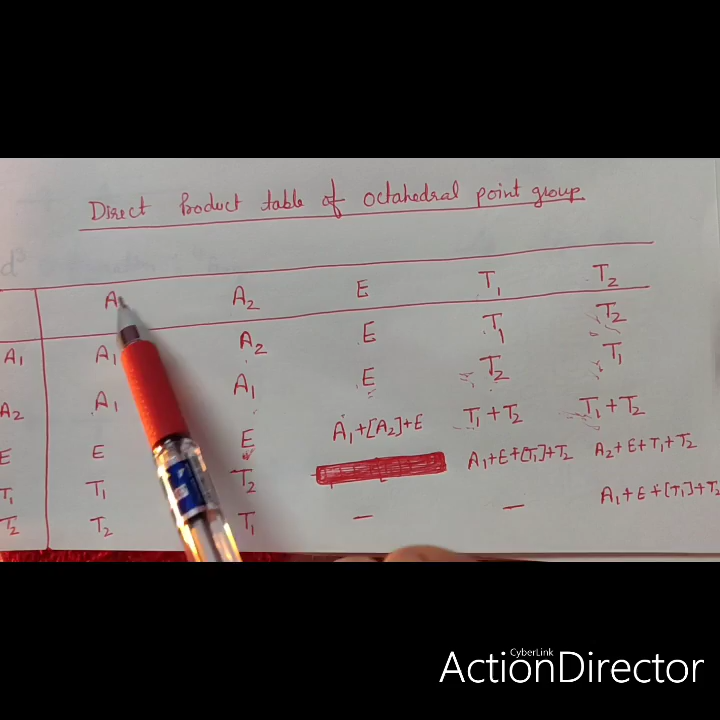 Direct Product table of octahedral point group
A A₂ E T₁ T₂
A₁ A₁ A₂ E T₁ T₂
A₂ A₁ A₁ E T₂ T₁
E E E A₁+[A₂]+E T₁+T₂ T₁+T₂
T₁ T₁ T₂ A₁+E+[T₁]+T₂ A₂+E+T₁+T₂
T₂ T₂ T₁ — — A₁+E+[T₁]+T₂
CyberLink
ActionDirector